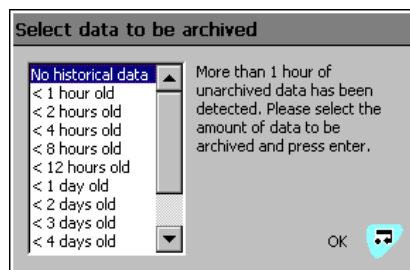 Select data to be archived
No historical data
< 1 hour old
< 2 hours old
< 4 hours old
< 8 hours old
< 12 hours old
< 1 day old
< 2 days old
< 3 days old
< 4 days old
More than 1 hour of
unarchived data has been
detected. Please select the
amount of data to be
archived and press enter.
OK